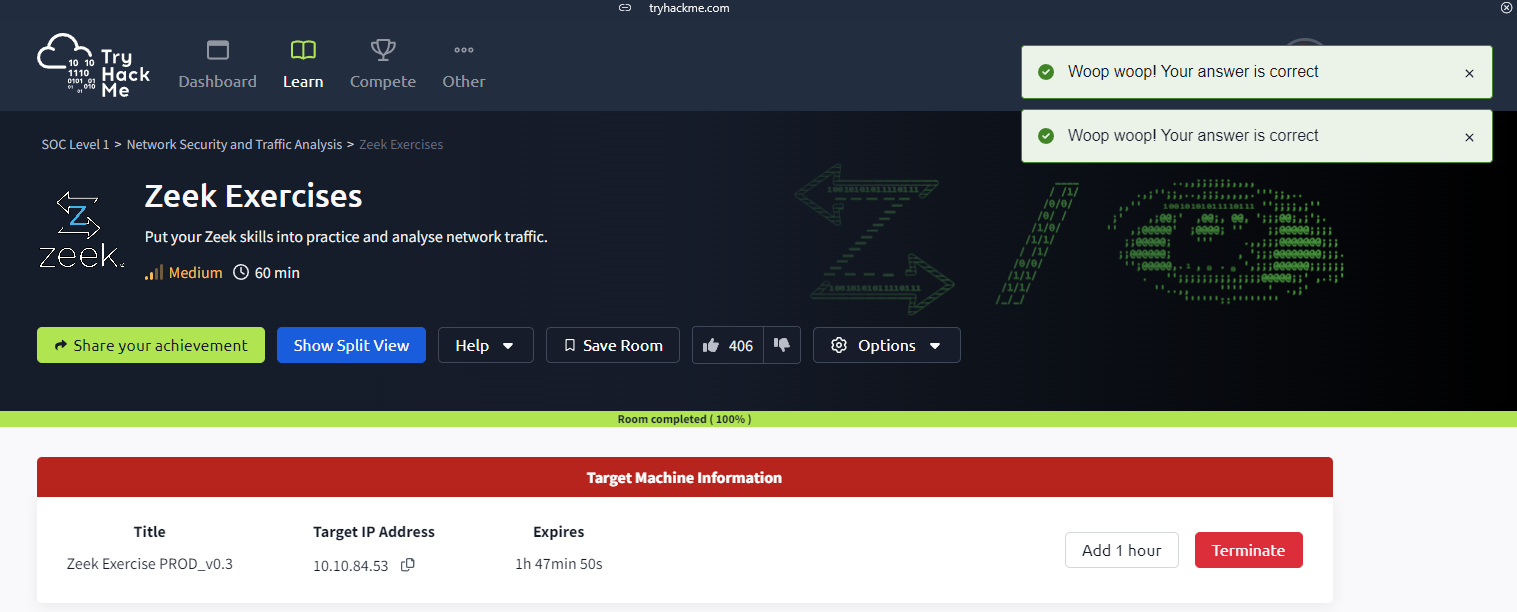 tryhackme.com
Try
Hack
Me
10 10
1110
0101 01
01 010
Dashboard
Learn
Compete
Other
Woop woop! Your answer is correct
Woop woop! Your answer is correct
SOC Level 1 > Network Security and Traffic Analysis > Zeek Exercises
zeek
Zeek Exercises
Put your Zeek skills into practice and analyse network traffic.
Medium 60 min
Share your achievement
Show Split View
Help
Save Room
406
Options
Room completed ( 100% )
Target Machine Information
Title Target IP Address Expires
Zeek Exercise PROD_v0.3 10.10.84.53 1h 47min 50s
Add 1 hour
Terminate